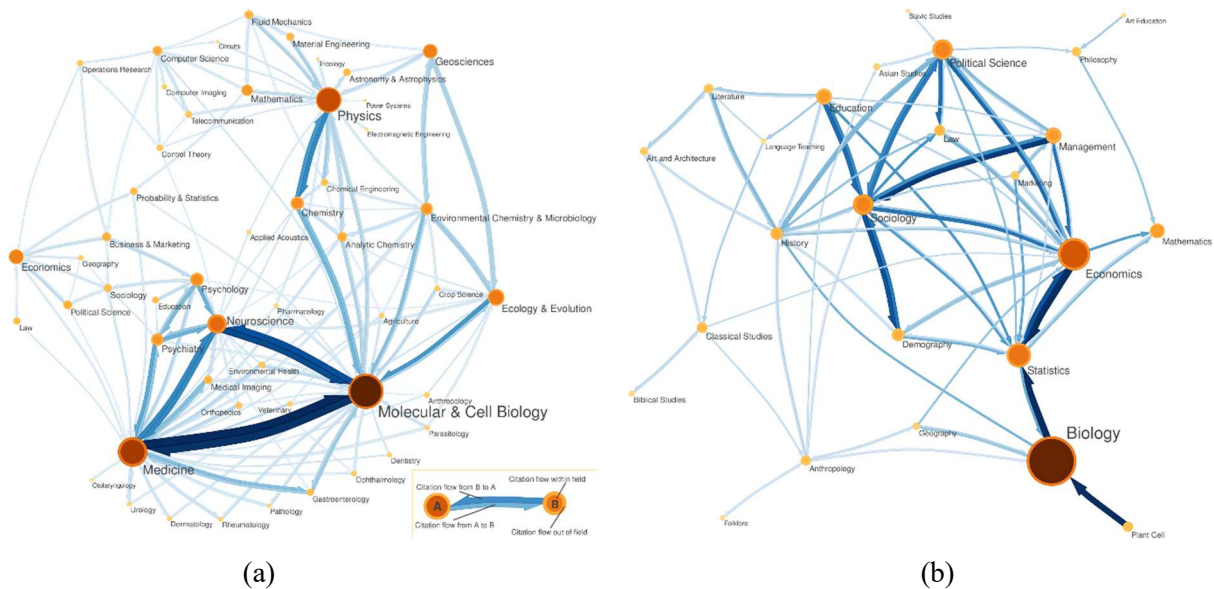 Fluid Mechanics
Circuits
Material Engineering
Computer Science
Tribology
Geosciences
Operations Research
Astronomy & Astrophysics
Computer Imaging
Mathematics
Power Systems
Physics
Telecommunication
Electromagnetic Engineering
Control Theory
Chemical Engineering
Probability & Statistics
Chemistry
Environmental Chemistry & Microbiology
Applied Acoustics
Analytic Chemistry
Business & Marketing
Economics
Geography
Psychology
Sociology
Crop Science
Education
Ecology & Evolution
Political Science
Pharmacology
Neuroscience
Agriculture
Law
Psychiatry
Environmental Health
Medical Imaging
Anthropology
Orthopedics
Veterinary
Molecular & Cell Biology
Parasitology
Medicine
Dentistry
Otolaryngology
Ophthalmology
Gastroenterology
Urology
Pathology
Dermatology
Rheumatology
Citation flow from B to A
Citation flow within field
A
B
Citation flow from A to B
Citation flow out of field
(a)
Slavic Studies
Art Education
Political Science
Philosophy
Asian Studies
Literature
Education
Law
Language Teaching
Management
Art and Architecture
Marketing
Sociology
History
Mathematics
Economics
Classical Studies
Demography
Statistics
Biblical Studies
Geography
Biology
Anthropology
Folklore
Plant Cell
(b)